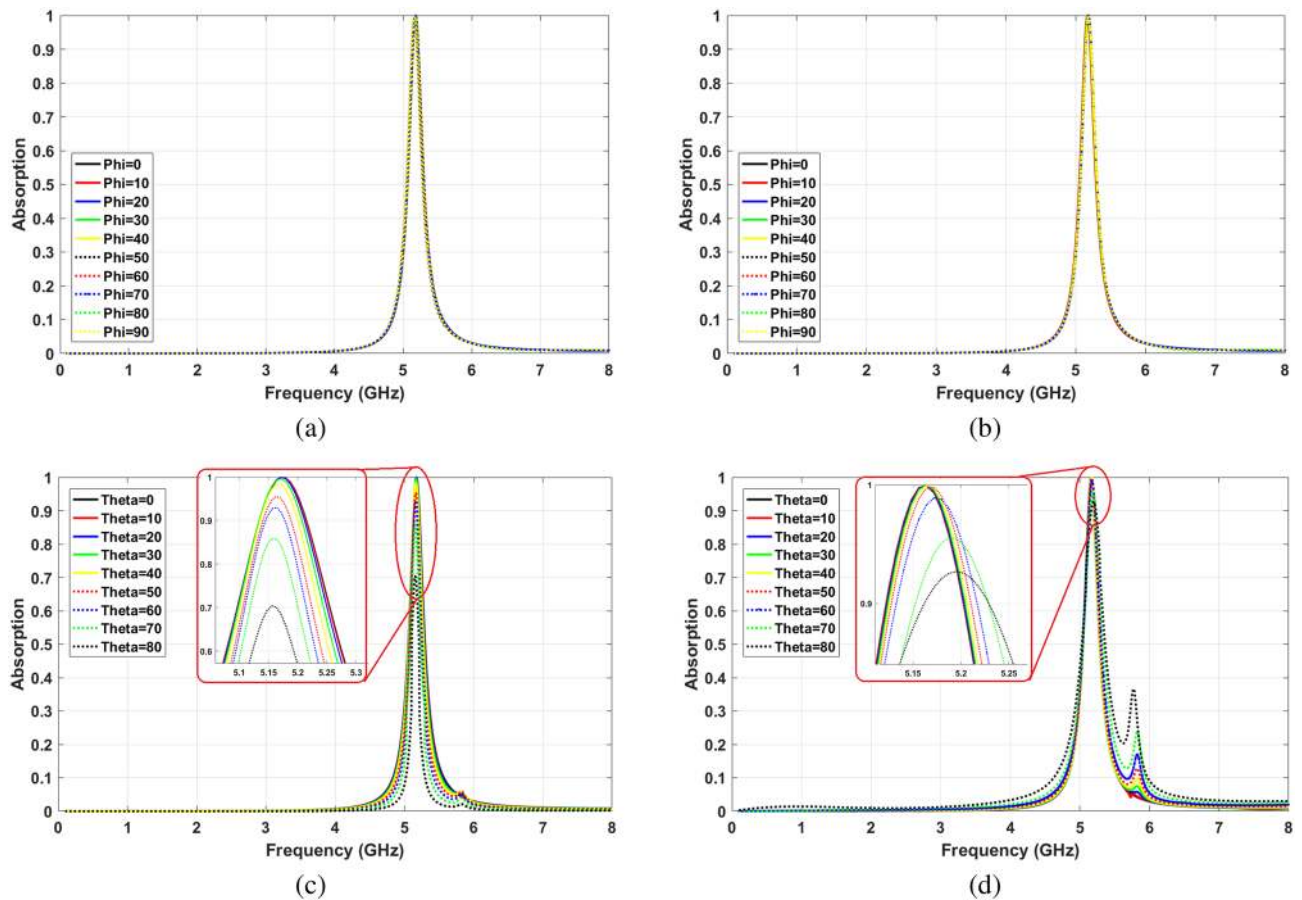 1
0.9
0.8
0.7
0.6
0.5
0.4
0.3
0.2
0.1
0
Absorption
Phi=0
Phi=10
Phi=20
Phi=30
Phi=40
Phi=50
Phi=60
Phi=70
Phi=80
Phi=90
0 1 2 3 4 5 6 7 8
Frequency (GHz)
(a)
1
0.9
0.8
0.7
0.6
0.5
0.4
0.3
0.2
0.1
0
Absorption
Phi=0
Phi=10
Phi=20
Phi=30
Phi=40
Phi=50
Phi=60
Phi=70
Phi=80
Phi=90
0 1 2 3 4 5 6 7 8
Frequency (GHz)
(b)
1
0.9
0.8
0.7
0.6
0.5
0.4
0.3
0.2
0.1
0
Absorption
Theta=0
Theta=10
Theta=20
Theta=30
Theta=40
Theta=50
Theta=60
Theta=70
Theta=80
1
0.9
0.8
0.7
0.6
5.1 5.15 5.2 5.25 5.3
0 1 2 3 4 5 6 7 8
Frequency (GHz)
(c)
1
0.9
0.8
0.7
0.6
0.5
0.4
0.3
0.2
0.1
0
Absorption
Theta=0
Theta=10
Theta=20
Theta=30
Theta=40
Theta=50
Theta=60
Theta=70
Theta=80
1
0.9
5.15 5.2 5.25
0 1 2 3 4 5 6 7 8
Frequency (GHz)
(d)